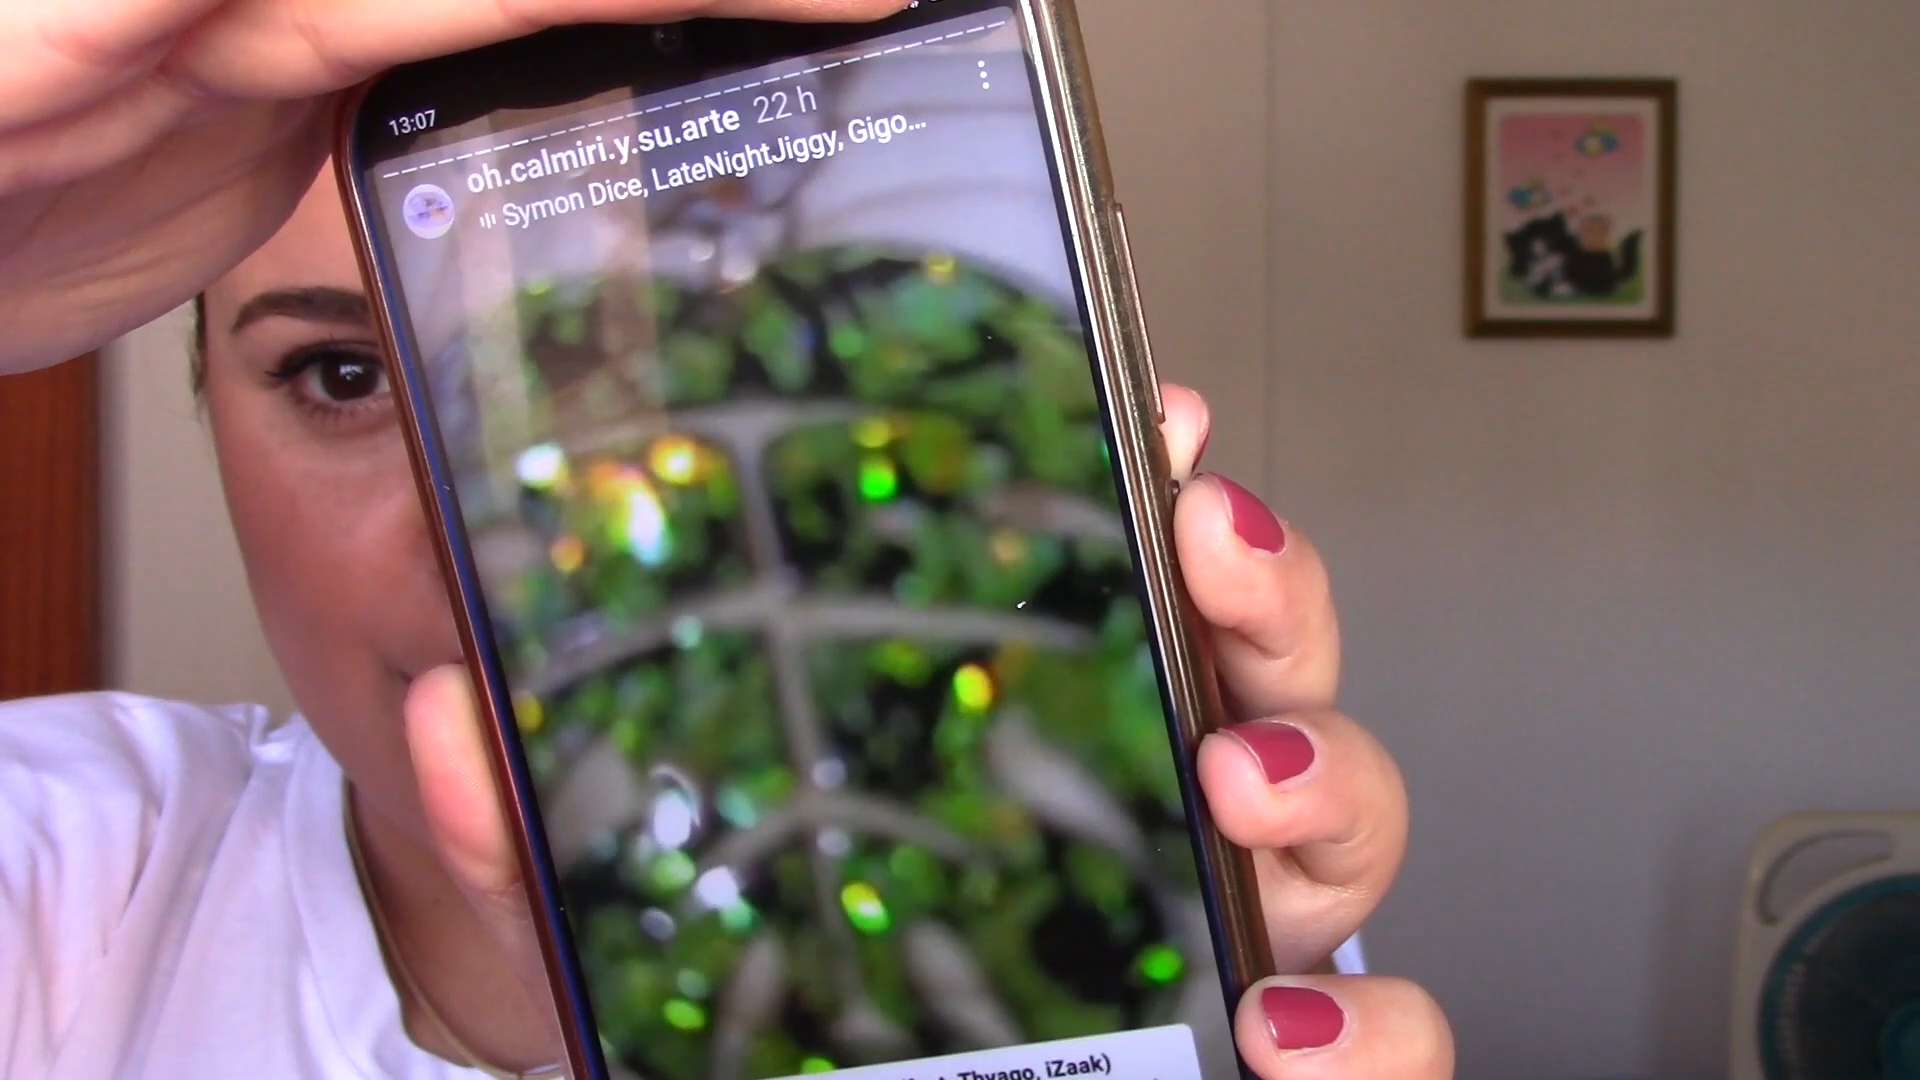 13:07
oh.calmiri.y.su.arte 22 h
Symon Dice, LateNightJiggy, Gigo...
Thyago, iZaak)